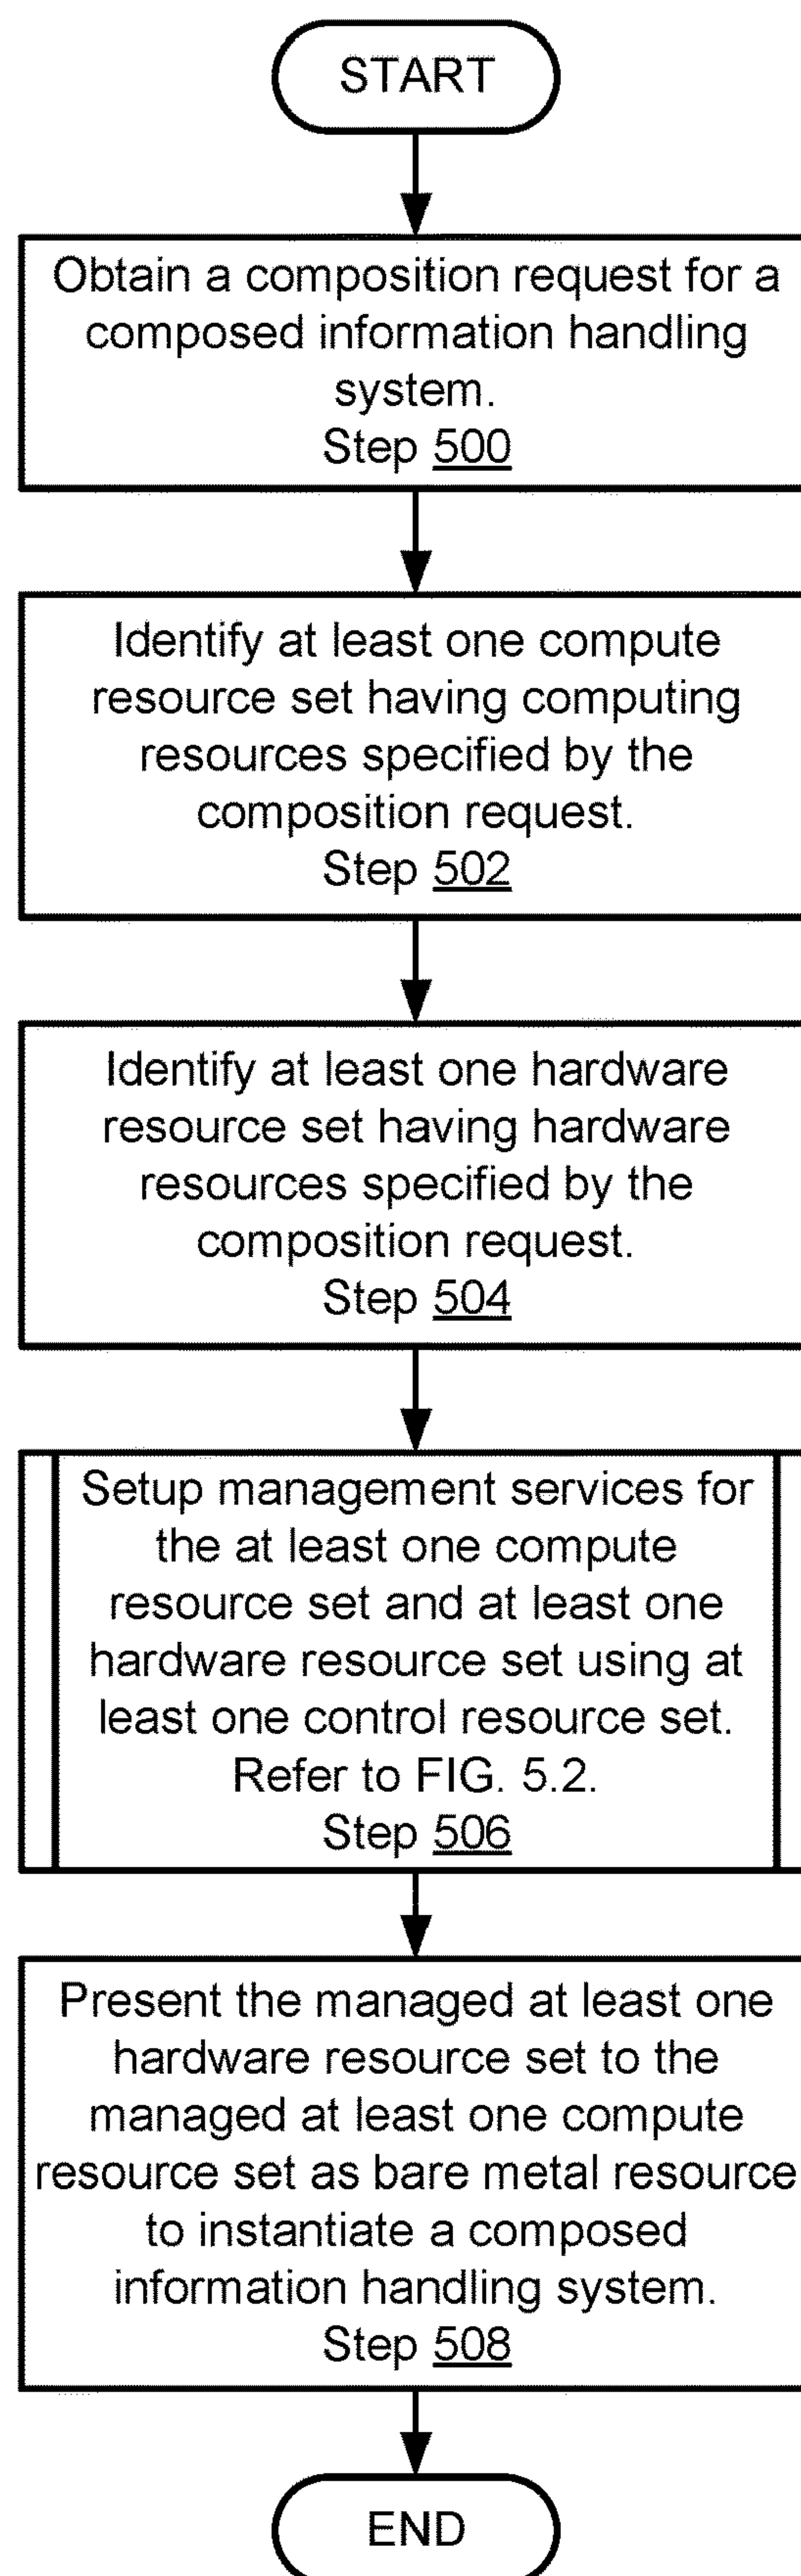 START
Obtain a composition request for a
composed information handling
system.
Step 500
Identify at least one compute
resource set having computing
resources specified by the
composition request.
Step 502
Identify at least one hardware
resource set having hardware
resources specified by the
composition request.
Step 504
Setup management services for
the at least one compute
resource set and at least one
hardware resource set using at
least one control resource set.
Refer to FIG. 5.2.
Step 506
Present the managed at least one
hardware resource set to the
managed at least one compute
resource set as bare metal resource
to instantiate a composed
information handling system.
Step 508
END